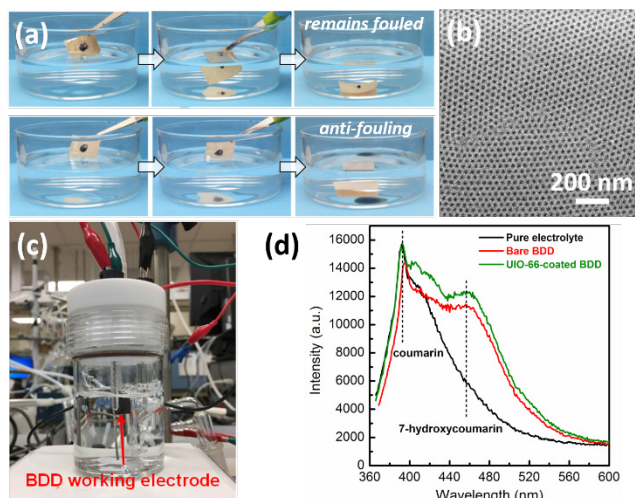 (a)
remains fouled
anti-fouling
(b)
200 nm
(c)
BDD working electrode
(d)
Pure electrolyte
Bare BDD
UIO-66-coated BDD
16000
14000
12000
10000
8000
6000
4000
2000
0
Intensity (a.u.)
coumarin
7-hydroxycoumarin
360 400 440 480 520 560 600
Wavelength (nm)